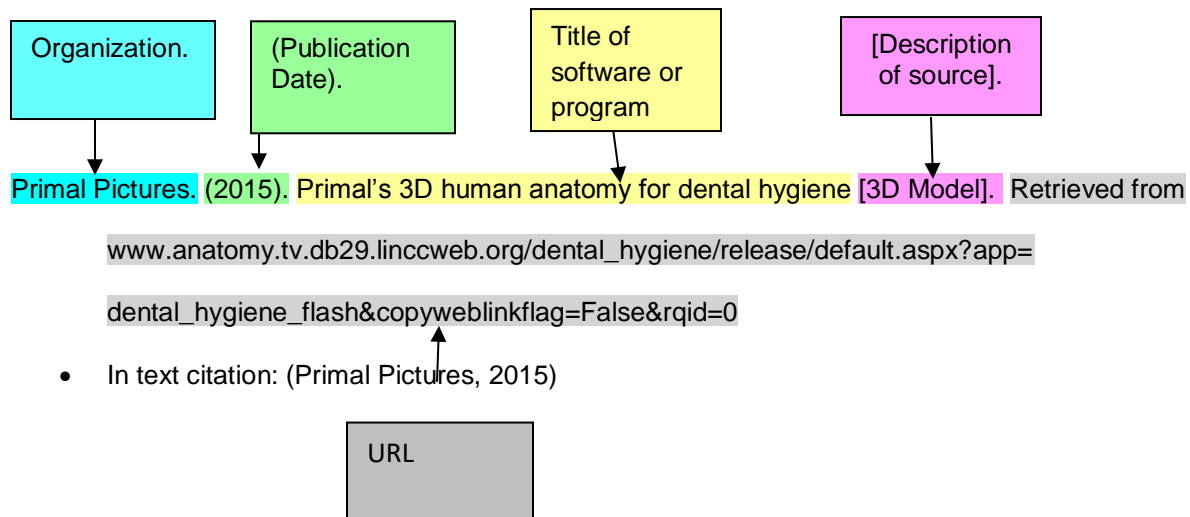 Organization.
(Publication
Date).
Title of
software or
program
[Description
of source].
Primal Pictures. (2015). Primal’s 3D human anatomy for dental hygiene [3D Model]. Retrieved from
www.anatomy.tv.db29.linccweb.org/dental_hygiene/release/default.aspx?app=
dental_hygiene_flash&copyweblinkflag=False&rqid=0
• In text citation: (Primal Pictures, 2015)
URL